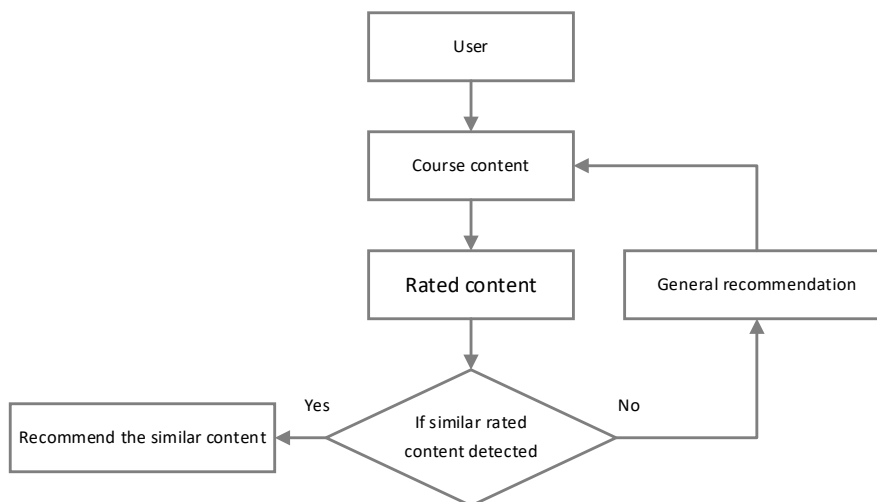 User
Course content
Rated content
General recommendation
Yes
No
If similar rated
content detected
Recommend the similar content